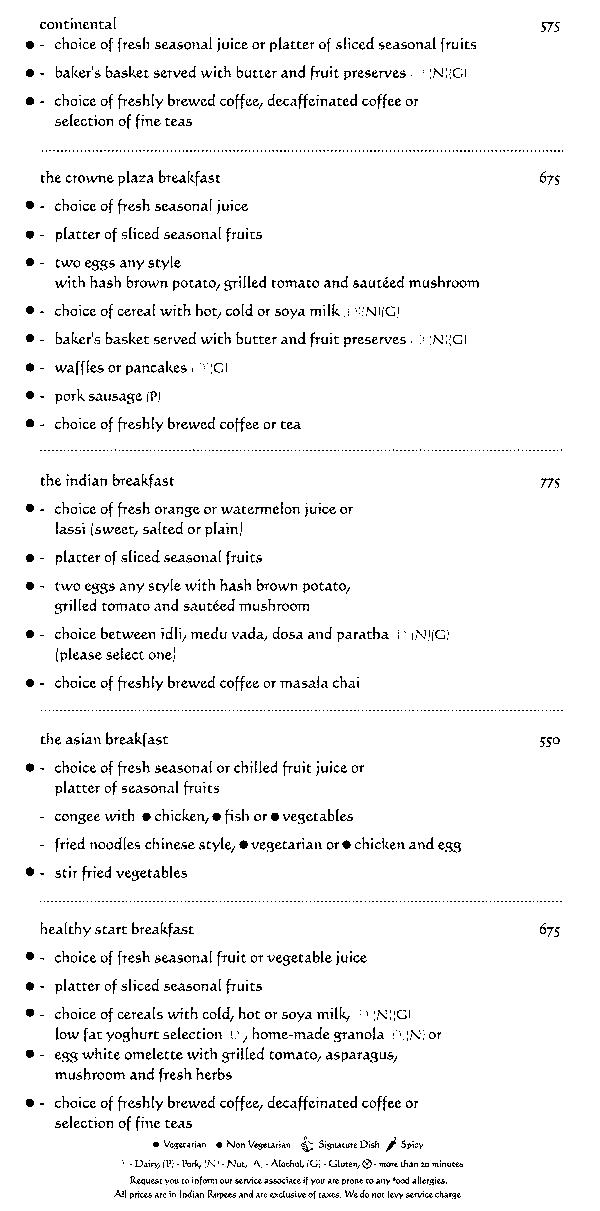 continental 575
● - choice of fresh seasonal juice or platter of sliced seasonal fruits
● - baker's basket served with butter and fruit preserves (N)(G)
● - choice of freshly brewed coffee, decaffeinated coffee or
selection of fine teas
the crowne plaza breakfast 675
● - choice of fresh seasonal juice
● - platter of sliced seasonal fruits
● - two eggs any style
with hash brown potato, grilled tomato and sautéed mushroom
● - choice of cereal with hot, cold or soya milk (N)(G)
● - baker's basket served with butter and fruit preserves (N)(G)
● - waffles or pancakes (G)
● - pork sausage (P)
● - choice of freshly brewed coffee or tea
the indian breakfast 775
● - choice of fresh orange or watermelon juice or
lassi (sweet, salted or plain)
● - platter of sliced seasonal fruits
● - two eggs any style with hash brown potato,
grilled tomato and sautéed mushroom
● - choice between idli, medu vada, dosa and paratha (N)(G)
(please select one)
● - choice of freshly brewed coffee or masala chai
the asian breakfast 550
● - choice of fresh seasonal or chilled fruit juice or
platter of seasonal fruits
- congee with ● chicken, ● fish or ● vegetables
- fried noodles chinese style, ● vegetarian or ● chicken and egg
● - stir fried vegetables
healthy start breakfast 675
● - choice of fresh seasonal fruit or vegetable juice
● - platter of sliced seasonal fruits
● - choice of cereals with cold, hot or soya milk, (N)(G)
low fat yoghurt selection , home-made granola (N) or
● - egg white omelette with grilled tomato, asparagus,
mushroom and fresh herbs
● - choice of freshly brewed coffee, decaffeinated coffee or
selection of fine teas
● Vegetarian ● Non Vegetarian Signature Dish Spicy
- Dairy, (P) - Pork, (N) - Nut, (A) - Alcohol, (G) - Gluten, - more than 20 minutes
Request you to inform our service associate if you are prone to any food allergies.
All prices are in Indian Rupees and are exclusive of taxes. We do not levy service charge